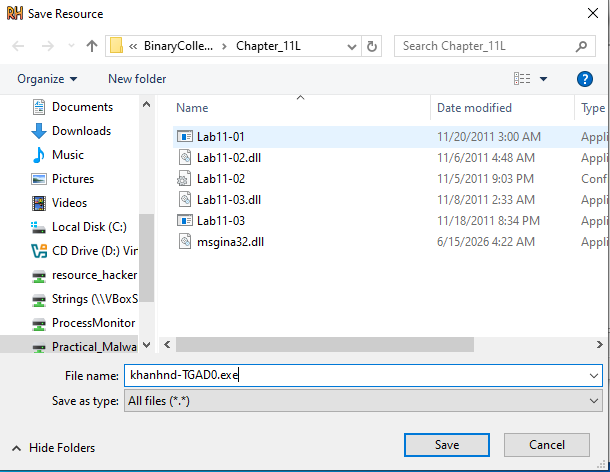 RH Save Resource
« BinaryColle... › Chapter_11L
Search Chapter_11L
Organize
New folder
?
Documents
Downloads
Music
Pictures
Videos
Local Disk (C:)
CD Drive (D:) Vir
resource_hacker
Strings (\\VBoxS
ProcessMonitor
Practical_Malwa
Name Date modified Type
Lab11-01 11/20/2011 3:00 AM Appli
Lab11-02.dll 11/6/2011 4:48 AM Appli
Lab11-02 11/5/2011 9:03 PM Conf
Lab11-03.dll 11/8/2011 2:33 AM Appli
Lab11-03 11/18/2011 8:34 PM Appli
msgina32.dll 6/15/2026 4:22 AM Appli
File name: khanhnd-TGAD0.exe
Save as type: All files (*.*)
Hide Folders
Save
Cancel